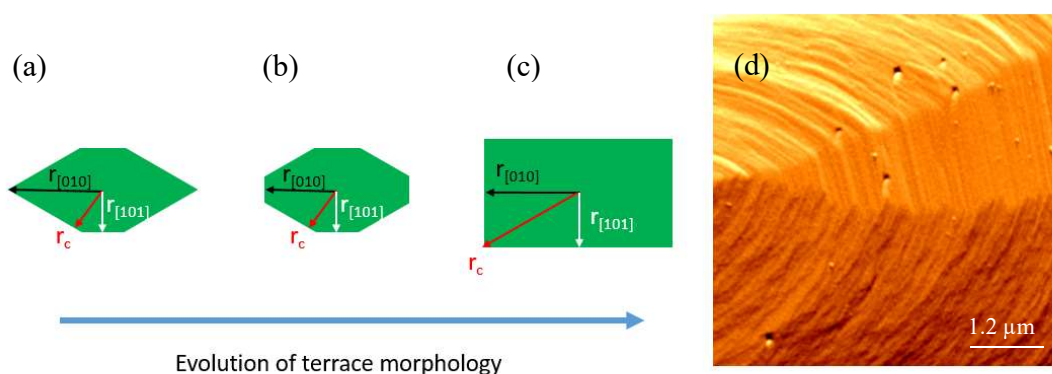 (a)
(b)
(c)
(d)
r[010]
r[101]
rc
r[010]
r[101]
rc
r[010]
r[101]
rc
Evolution of terrace morphology
1.2 µm